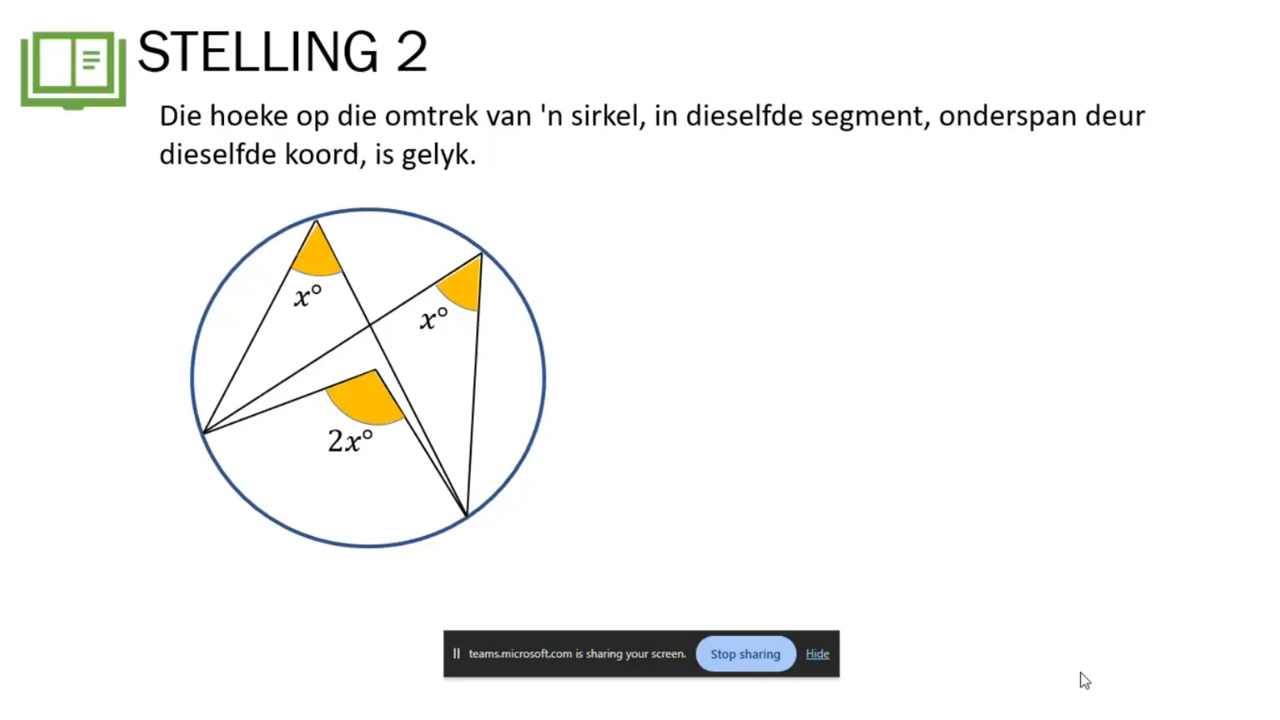 STELLING 2
Die hoeke op die omtrek van 'n sirkel, in dieselfde segment, onderspan deur
dieselfde koord, is gelyk.
x°
x°
2x°
teams.microsoft.com is sharing your screen. Stop sharing Hide